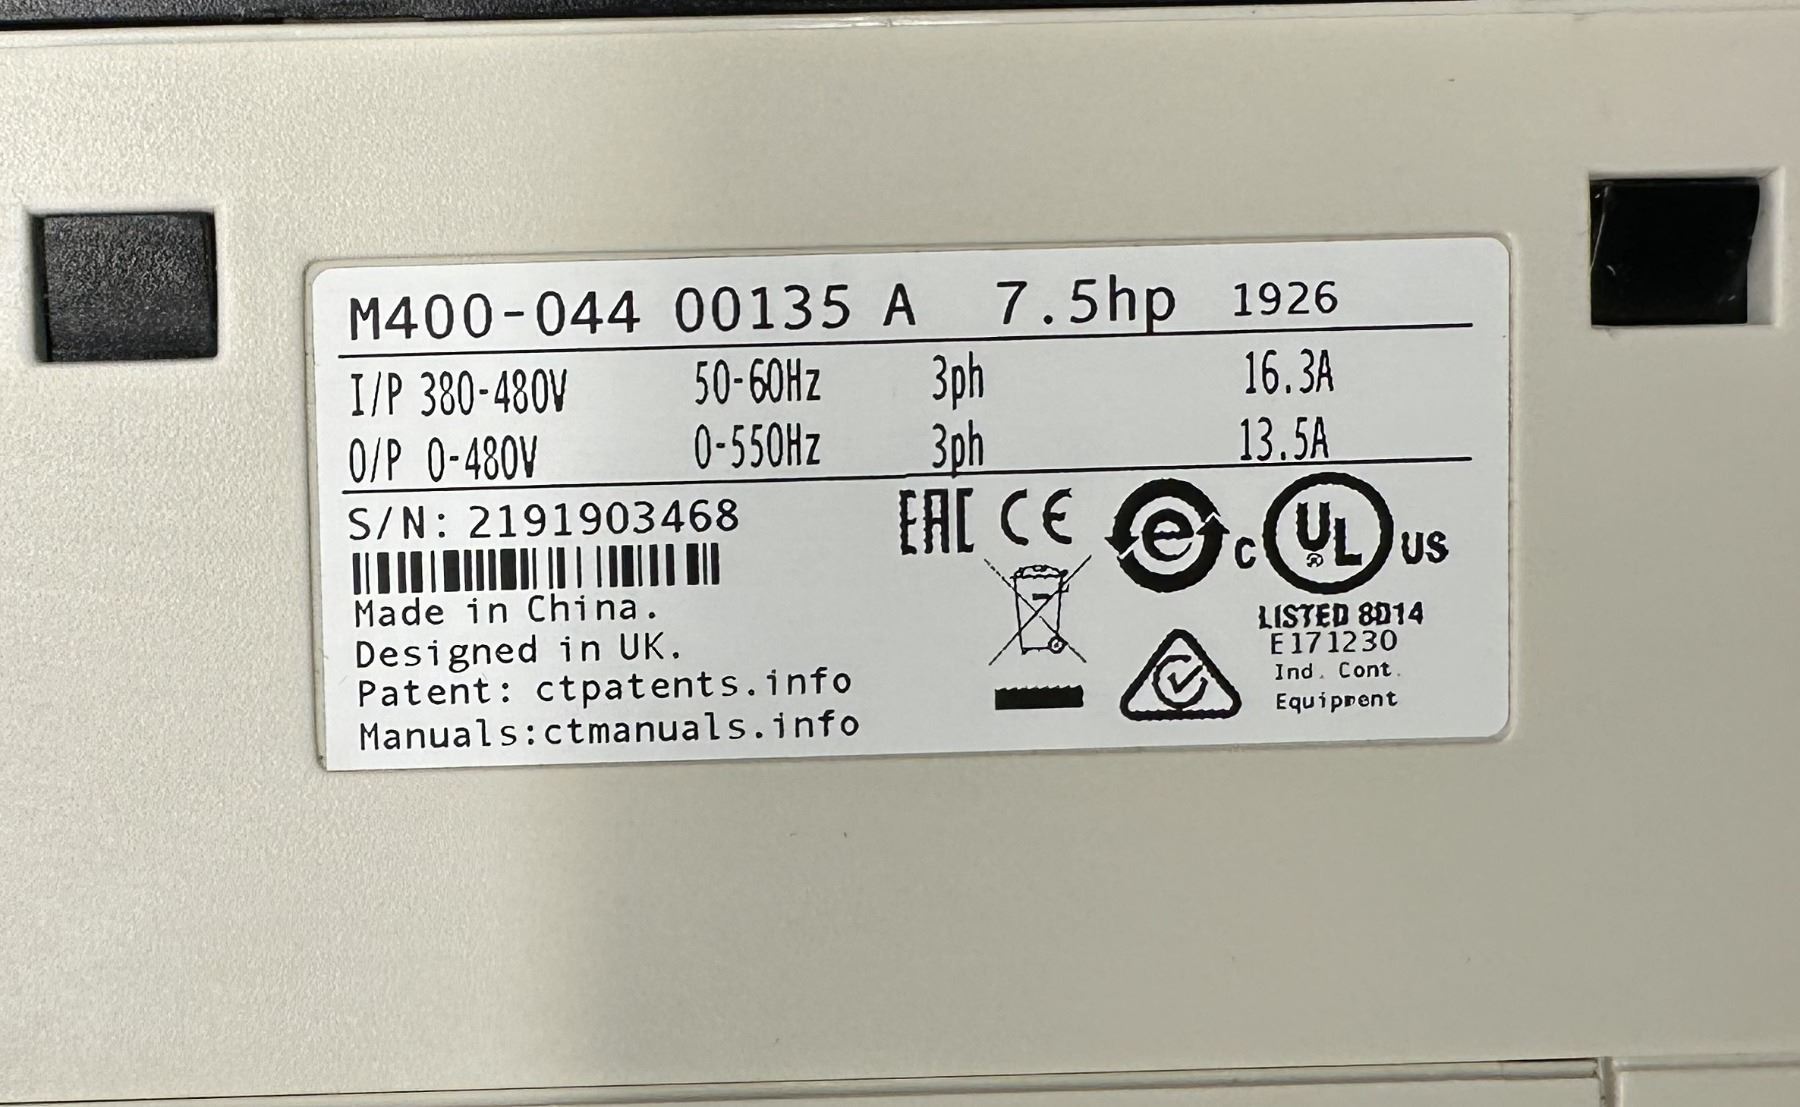 M400-044 00135 A 7.5hp 1926
I/P 380-480V 50-60Hz 3ph 16.3A
O/P 0-480V 0-550Hz 3ph 13.5A
S/N: 2191903468
EAC CE e c UL ® US
Made in China.
LISTED 8D14
Designed in UK.
E171230
Patent: ctpatents.info
Ind. Cont.
Manuals:ctmanuals.info
Equipment